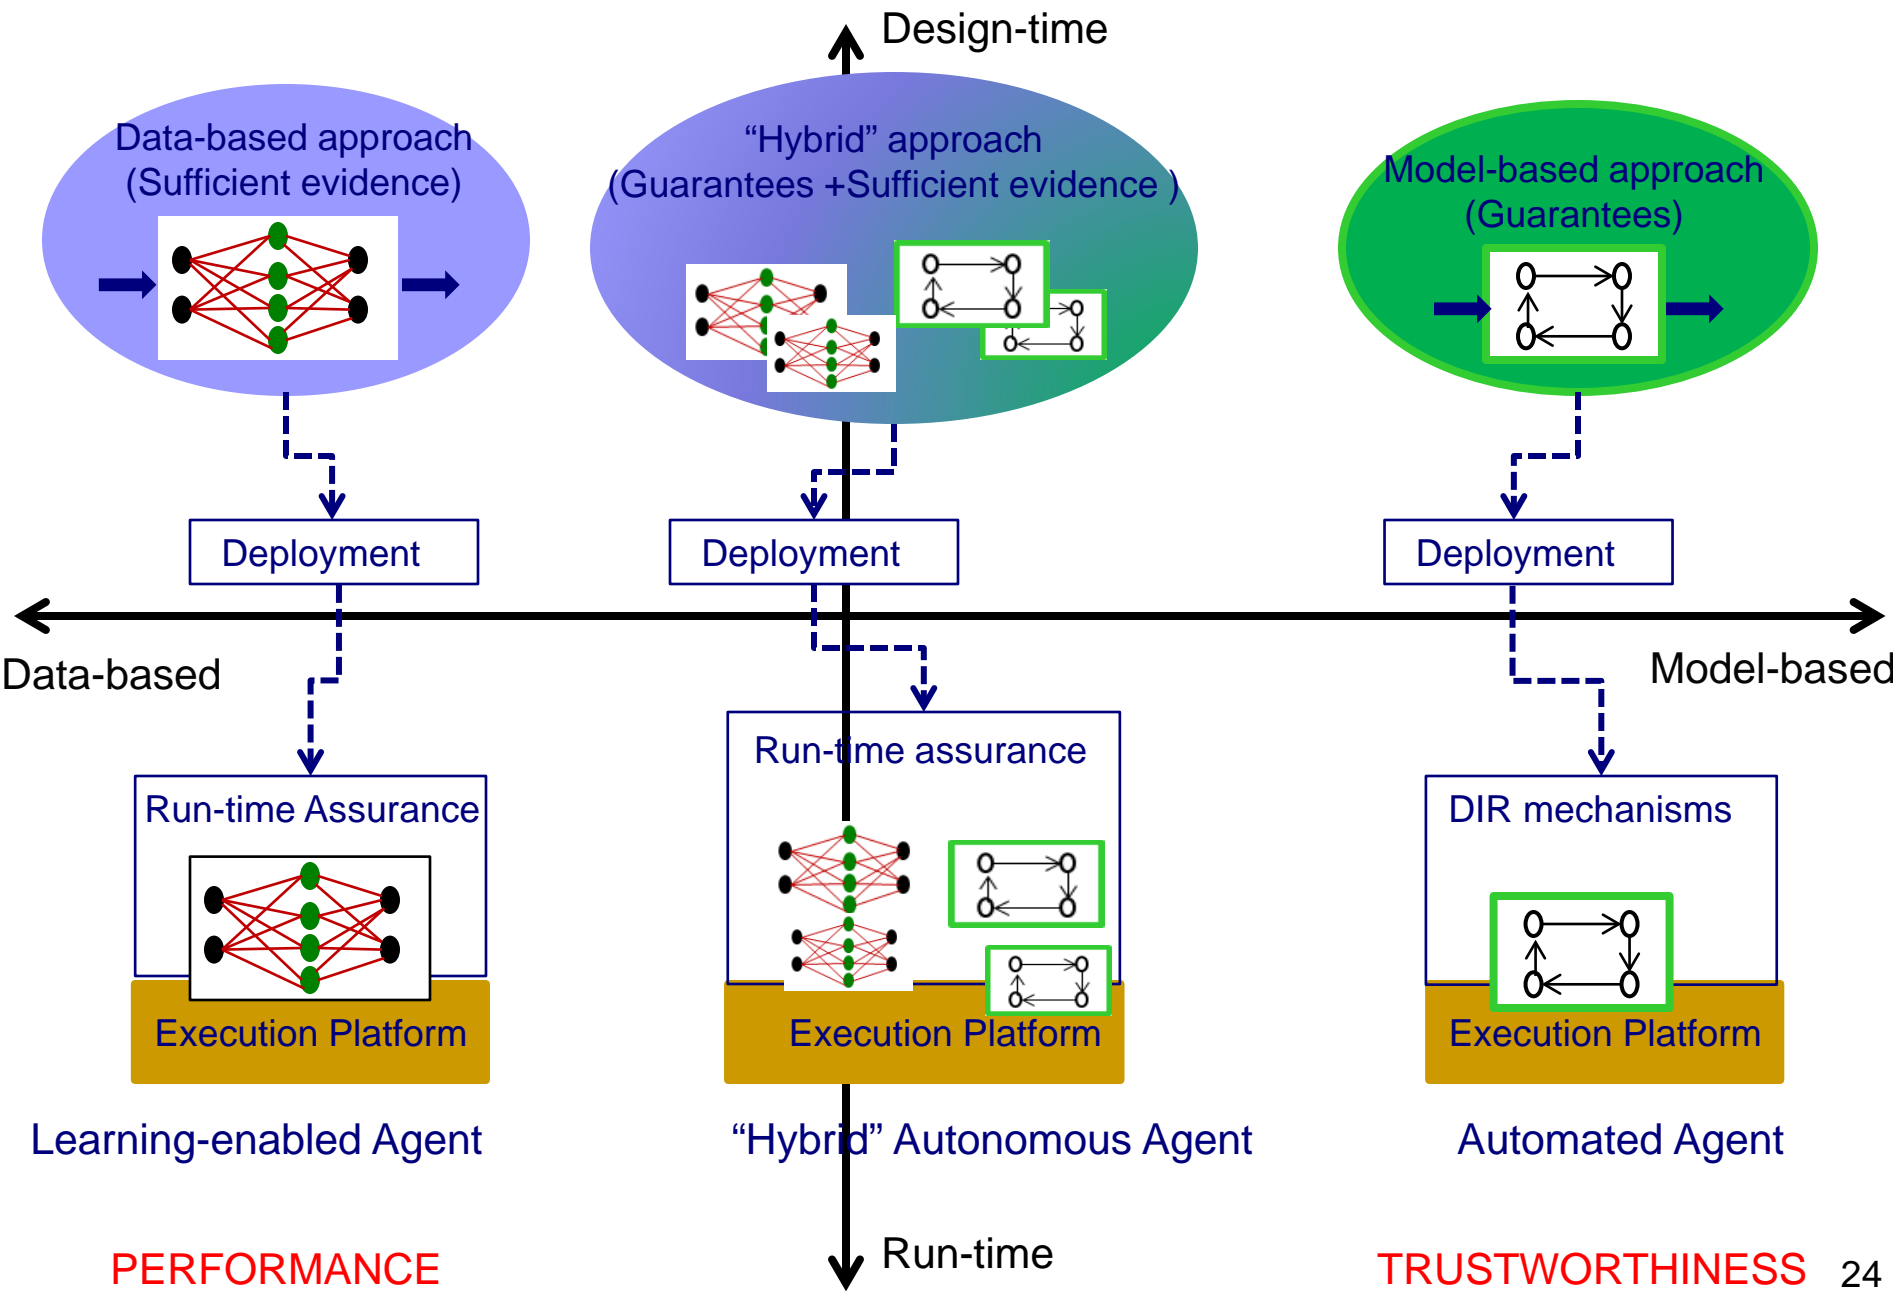 Design-time
Data-based approach
(Sufficient evidence)
“Hybrid” approach
(Guarantees +Sufficient evidence )
Model-based approach
(Guarantees)
Deployment
Deployment
Deployment
Data-based
Model-based
Run-time Assurance
Run-time assurance
DIR mechanisms
Execution Platform
Execution Platform
Execution Platform
Learning-enabled Agent
“Hybrid” Autonomous Agent
Automated Agent
Run-time
PERFORMANCE
TRUSTWORTHINESS
24